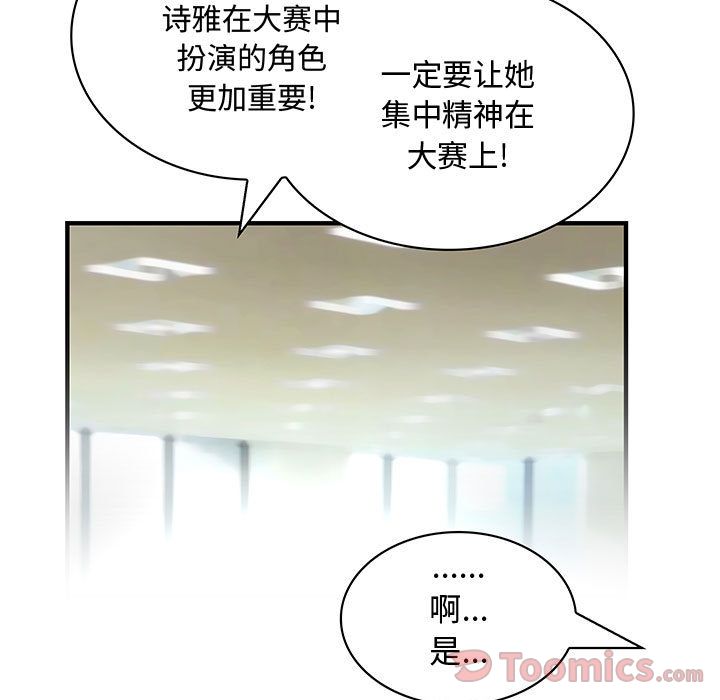 诗雅在大赛中
扮演的角色
更加重要!
一定要让她
集中精神在
大赛上!
……
啊...
是...
Toomics.com